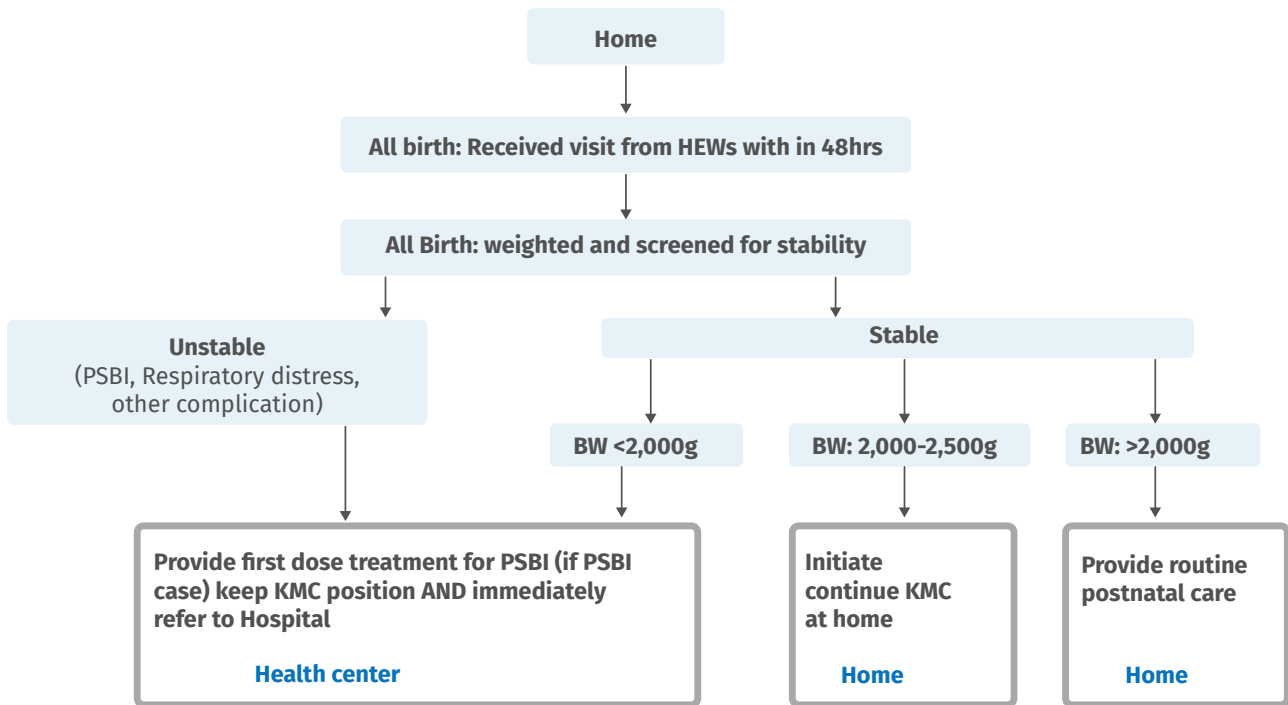 Home
All birth: Received visit from HEWs with in 48hrs
All Birth: weighted and screened for stability
Unstable
(PSBI, Respiratory distress,
other complication)
Stable
BW <2,000g
BW: 2,000-2,500g
BW: >2,000g
Provide first dose treatment for PSBI (if PSBI
case) keep KMC position AND immediately
refer to Hospital
Health center
Initiate
continue KMC
at home
Home
Provide routine
postnatal care
Home